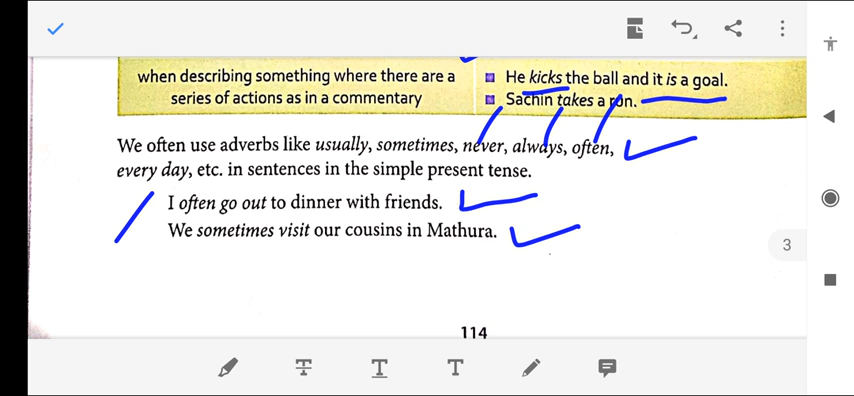 when describing something where there are a
series of actions as in a commentary
He kicks the ball and it is a goal.
Sachin takes a run.
We often use adverbs like usually, sometimes, never, always, often,
every day, etc. in sentences in the simple present tense.
I often go out to dinner with friends.
We sometimes visit our cousins in Mathura.
3
114
T
T
T